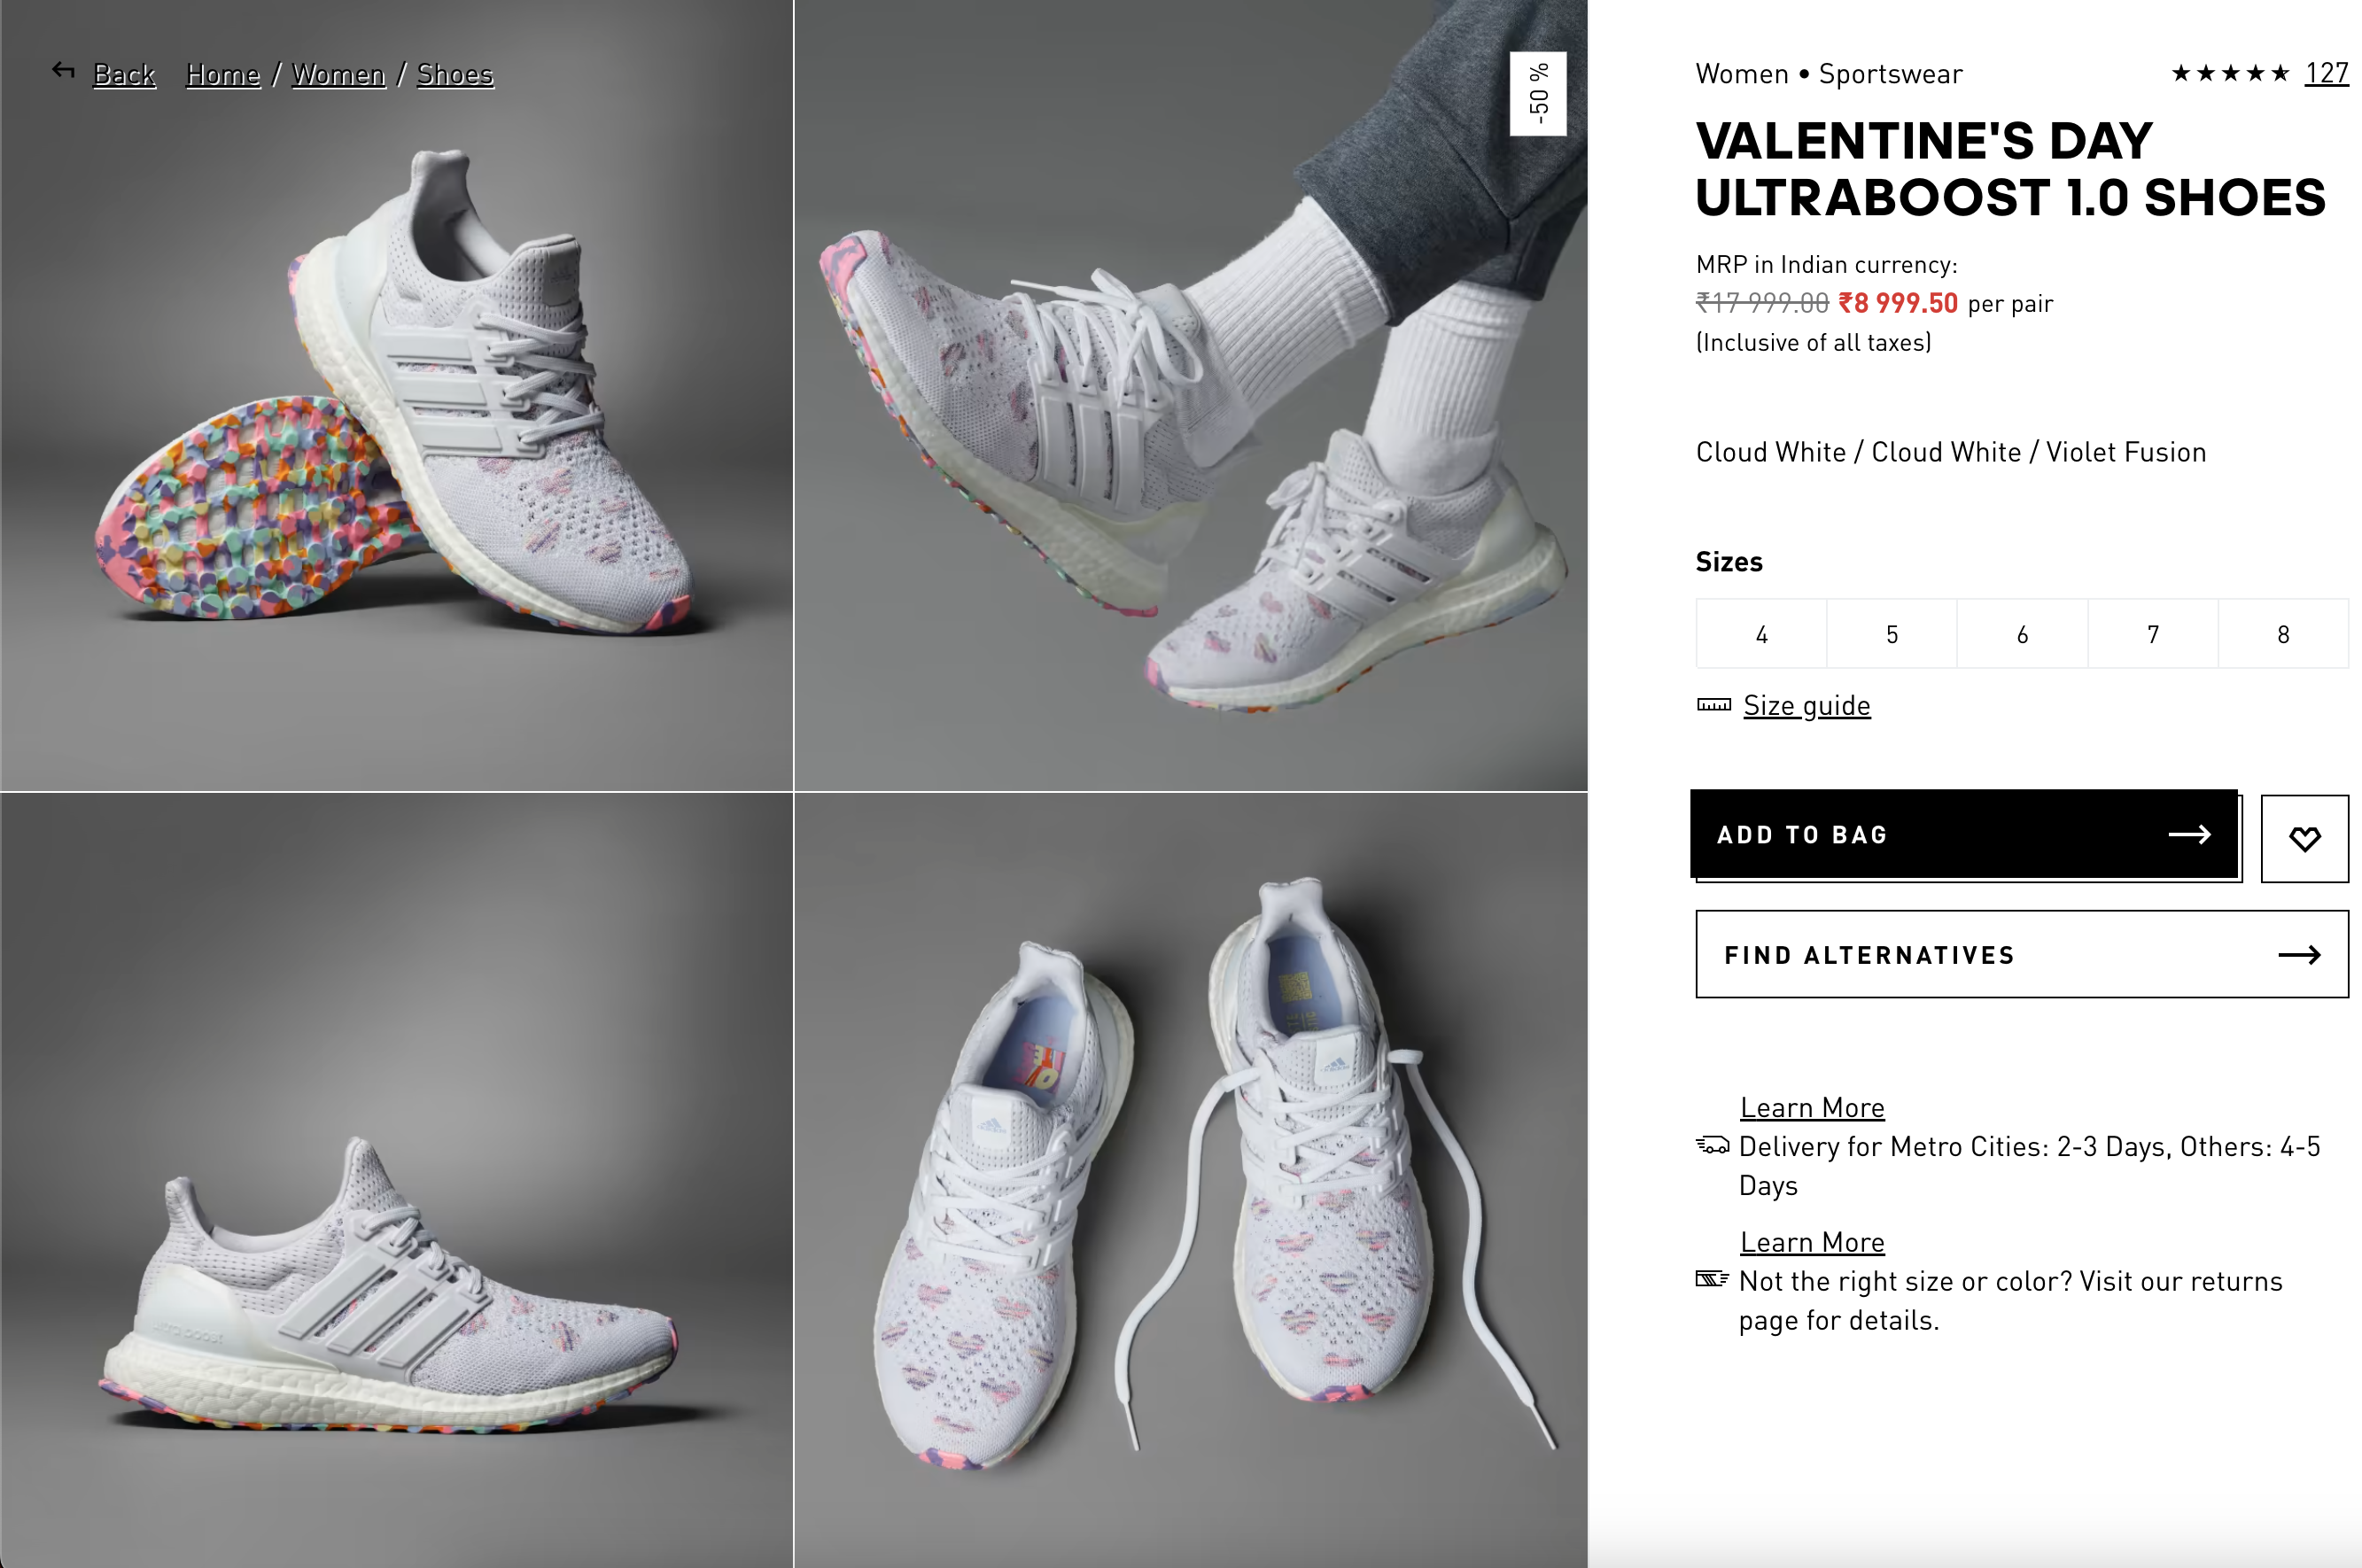 Back Home / Women / Shoes
-50 %
Women • Sportswear
127
VALENTINE'S DAY
ULTRABOOST 1.0 SHOES
MRP in Indian currency:
₹17 999.00 ₹8 999.50 per pair
(Inclusive of all taxes)
Cloud White / Cloud White / Violet Fusion
Sizes
4 5 6 7 8
Size guide
ADD TO BAG
FIND ALTERNATIVES
Learn More
Delivery for Metro Cities: 2-3 Days, Others: 4-5
Days
Learn More
Not the right size or color? Visit our returns
page for details.